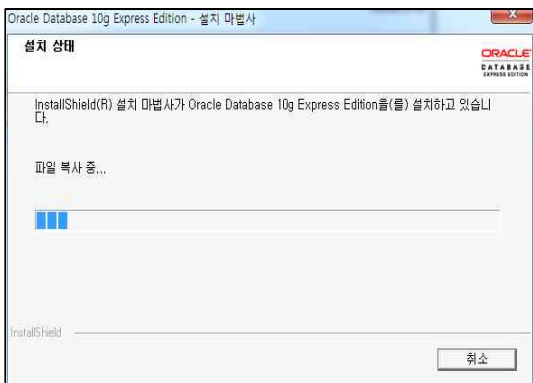 Oracle Database 10g Express Edition - 설치 마법사
설치 상태
ORACLE
DATABASE
EXPRESS EDITION
InstallShield(R) 설치 마법사가 Oracle Database 10g Express Edition을(를) 설치하고 있습니
다.
파일 복사 중...
InstallShield
취소